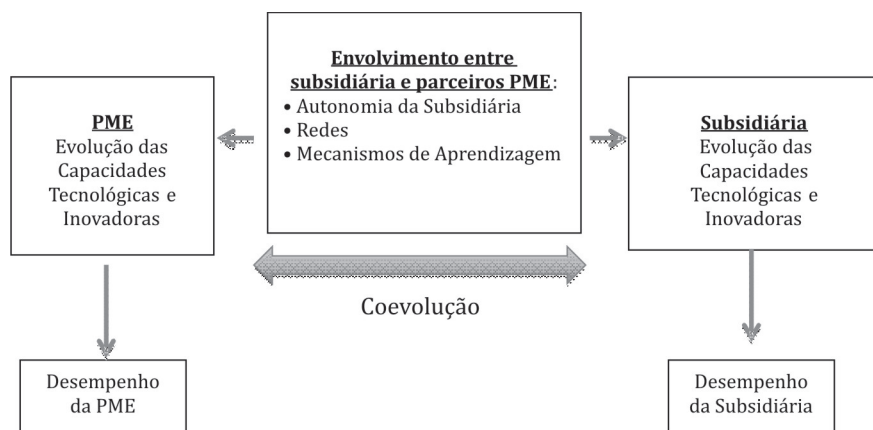 Envolvimento entre
subsidiária e parceiros PME:
• Autonomia da Subsidiária
• Redes
• Mecanismos de Aprendizagem
PME
Evolução das
Capacidades
Tecnológicas e
Inovadoras
Subsidiária
Evolução das
Capacidades
Tecnológicas e
Inovadoras
Coevolução
Desempenho
da PME
Desempenho
da Subsidiária